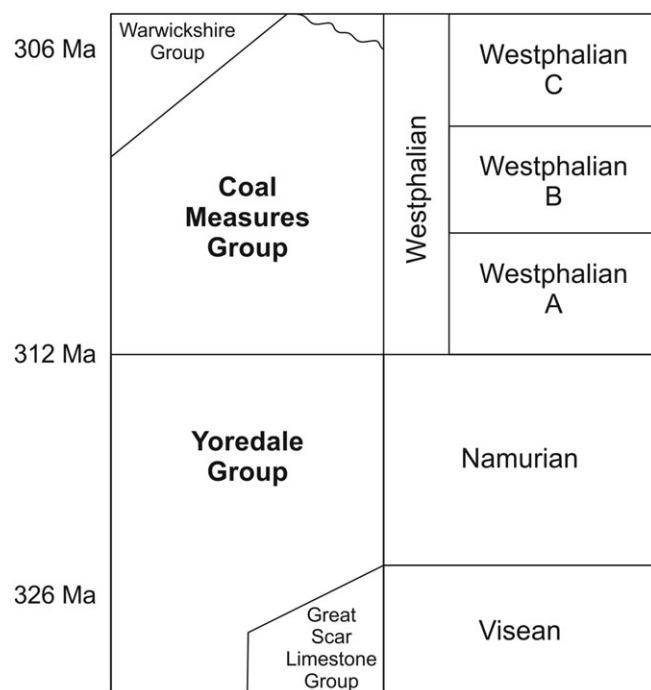 306 Ma
Warwickshire
Group
Coal
Measures
Group
Westphalian
Westphalian
C
Westphalian
B
Westphalian
A
312 Ma
Yoredale
Group
Namurian
326 Ma
Great
Scar
Limestone
Group
Visean